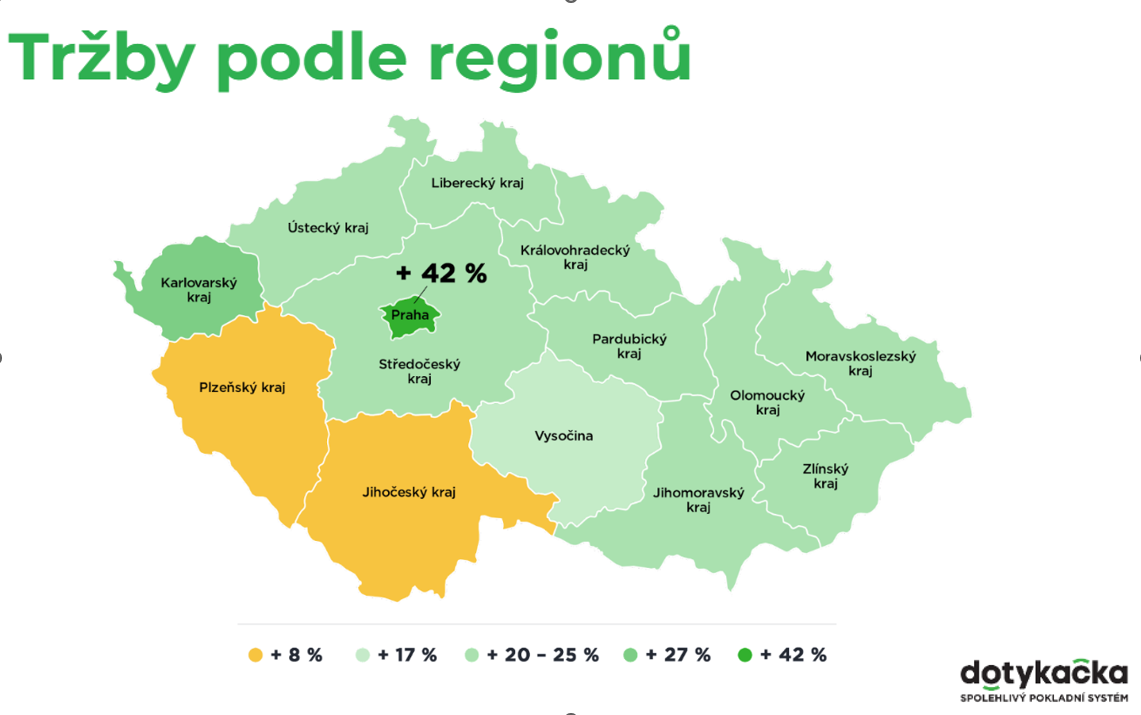 Tržby podle regionů
Liberecký kraj
Ústecký kraj
Královohradecký
kraj
+ 42 %
Karlovarský
kraj
Praha
Pardubický
kraj
Středočeský
kraj
Moravskoslezský
kraj
Plzeňský kraj
Olomoucký
kraj
Vysočina
Zlínský
kraj
Jihočeský kraj
Jihomoravský
kraj
+ 8 % + 17 % + 20 – 25 % + 27 % + 42 %
dotykačka
SPOLEHLIVÝ POKLADNÍ SYSTÉM